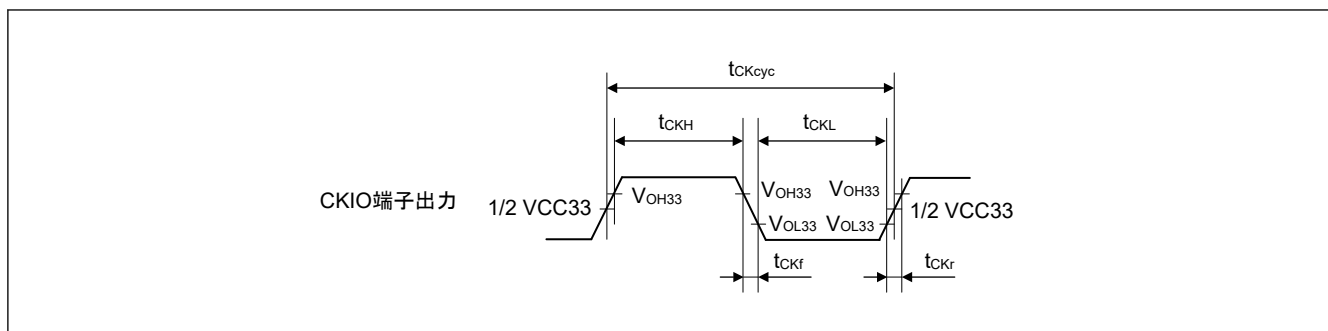 tCKcyc
tCKH tCKL
CKIO端子出力 1/2 VCC33 VOH33 VOH33 VOH33 1/2 VCC33
VOL33 VOL33
tCKf tCKr